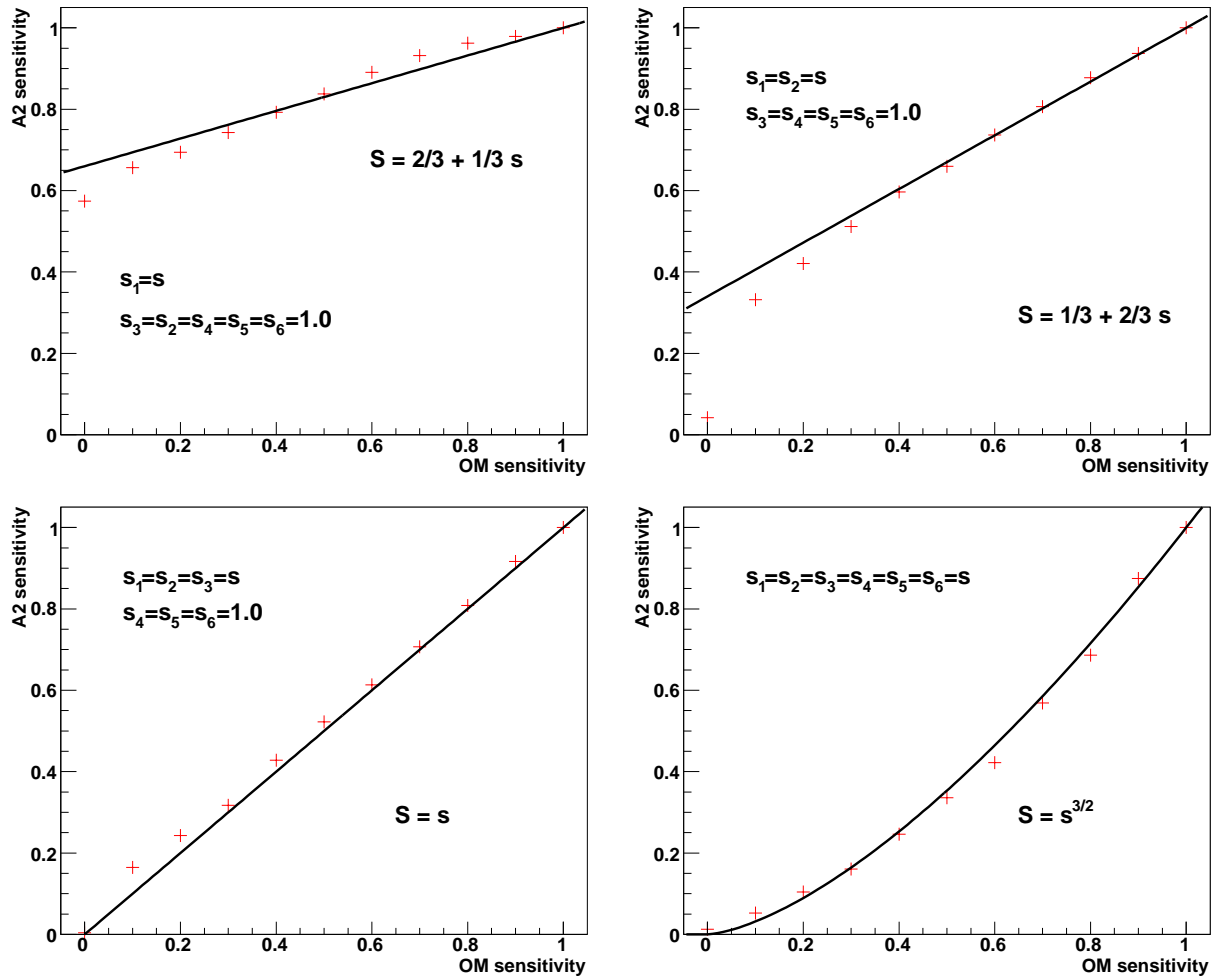 A2 sensitivity
1
0.8
0.6
0.4
0.2
0
s₁=s
s₃=s₂=s₄=s₅=s₆=1.0
S = 2/3 + 1/3 s
0 0.2 0.4 0.6 0.8 1
OM sensitivity
A2 sensitivity
1
0.8
0.6
0.4
0.2
0
s₁=s₂=s
s₃=s₄=s₅=s₆=1.0
S = 1/3 + 2/3 s
0 0.2 0.4 0.6 0.8 1
OM sensitivity
A2 sensitivity
1
0.8
0.6
0.4
0.2
0
s₁=s₂=s₃=s
s₄=s₅=s₆=1.0
S = s
0 0.2 0.4 0.6 0.8 1
OM sensitivity
A2 sensitivity
1
0.8
0.6
0.4
0.2
0
s₁=s₂=s₃=s₄=s₅=s₆=s
S = s³/²
0 0.2 0.4 0.6 0.8 1
OM sensitivity